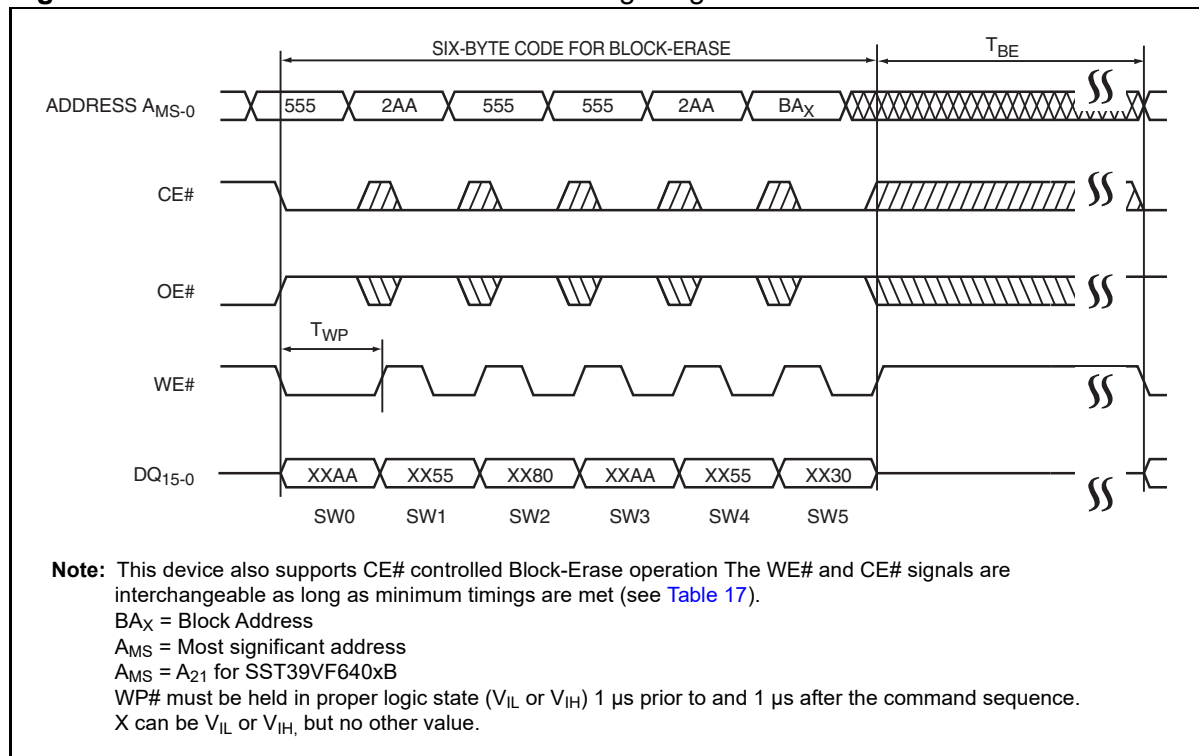 SIX-BYTE CODE FOR BLOCK-ERASE
TBE
ADDRESS AMS-0
555 2AA 555 555 2AA BAX
CE#
OE#
TWP
WE#
DQ15-0
XXAA XX55 XX80 XXAA XX55 XX30
SW0 SW1 SW2 SW3 SW4 SW5
Note: This device also supports CE# controlled Block-Erase operation The WE# and CE# signals are
interchangeable as long as minimum timings are met (see Table 17).
BAX = Block Address
AMS = Most significant address
AMS = A21 for SST39VF640xB
WP# must be held in proper logic state (VIL or VIH) 1 µs prior to and 1 µs after the command sequence.
X can be VIL or VIH, but no other value.